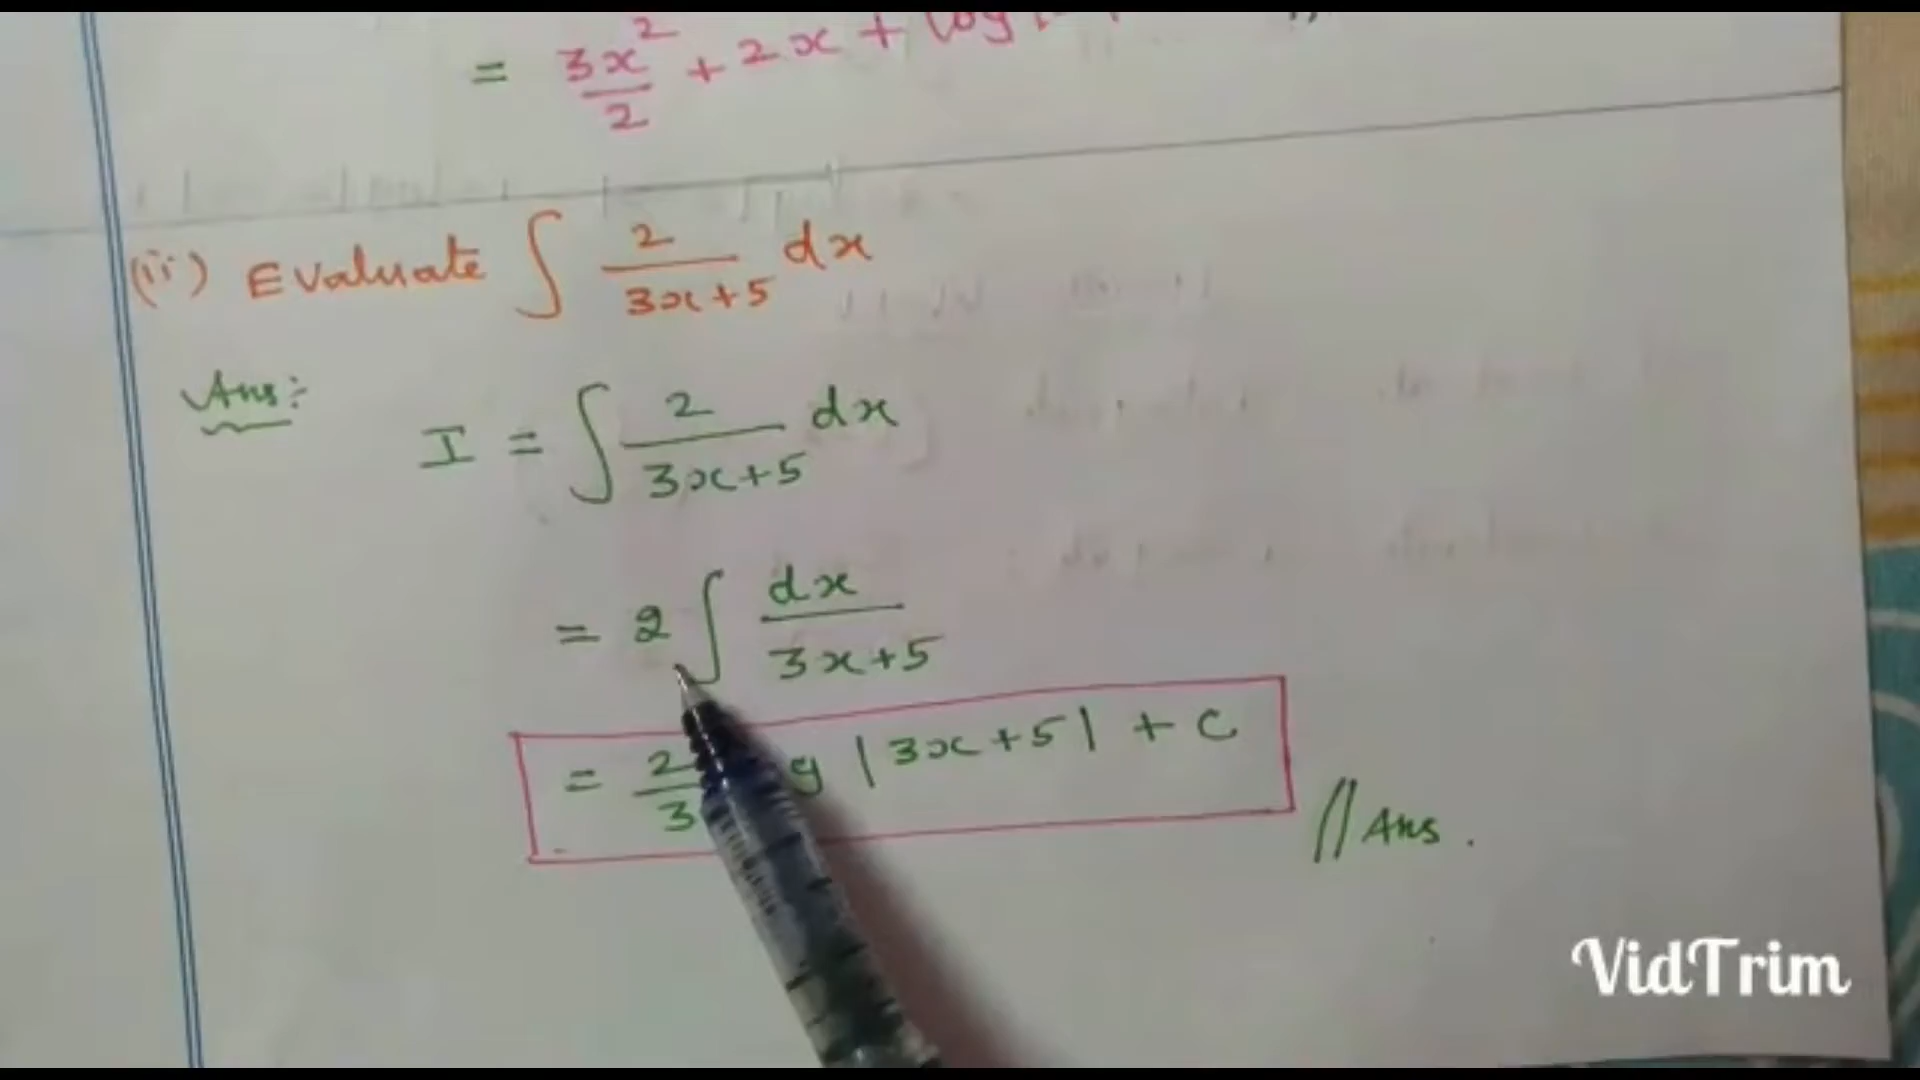 = 3x²/2 + 2x + log
(ii) Evaluate ∫ 2/(3x+5) dx
Ans:
I = ∫ 2/(3x+5) dx
= 2 ∫ dx/(3x+5)
= 2/3 g |3x+5| + c
// Ans.
VidTrim